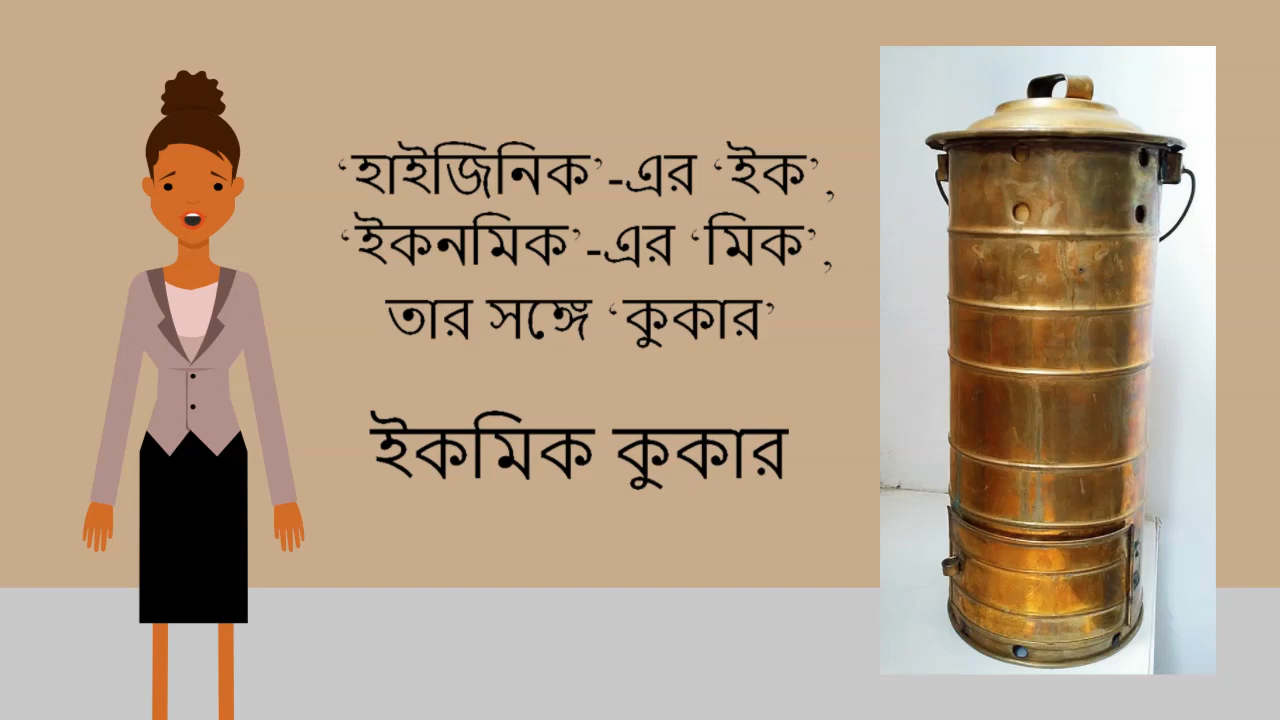 ‘হাইজিনিক’-এর ‘ইক’,
‘ইকনমিক’-এর ‘মিক’,
তার সঙ্গে ‘কুকার’
ইকমিক কুকার